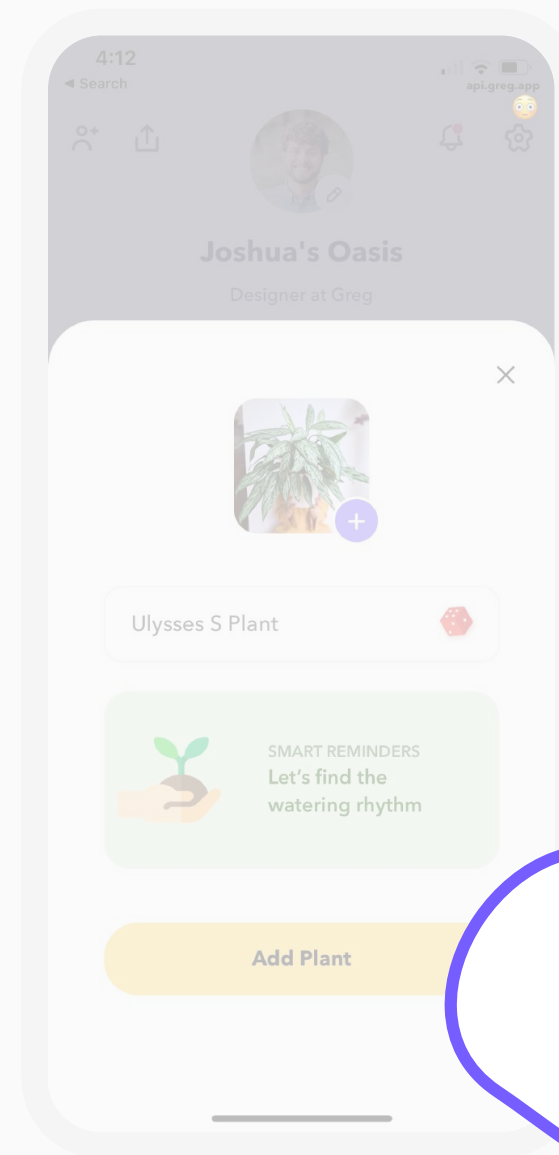 4:12
◀ Search
api.greg.app
Joshua's Oasis
Designer at Greg
Ulysses S Plant
SMART REMINDERS
Let's find the
watering rhythm
Add Plant